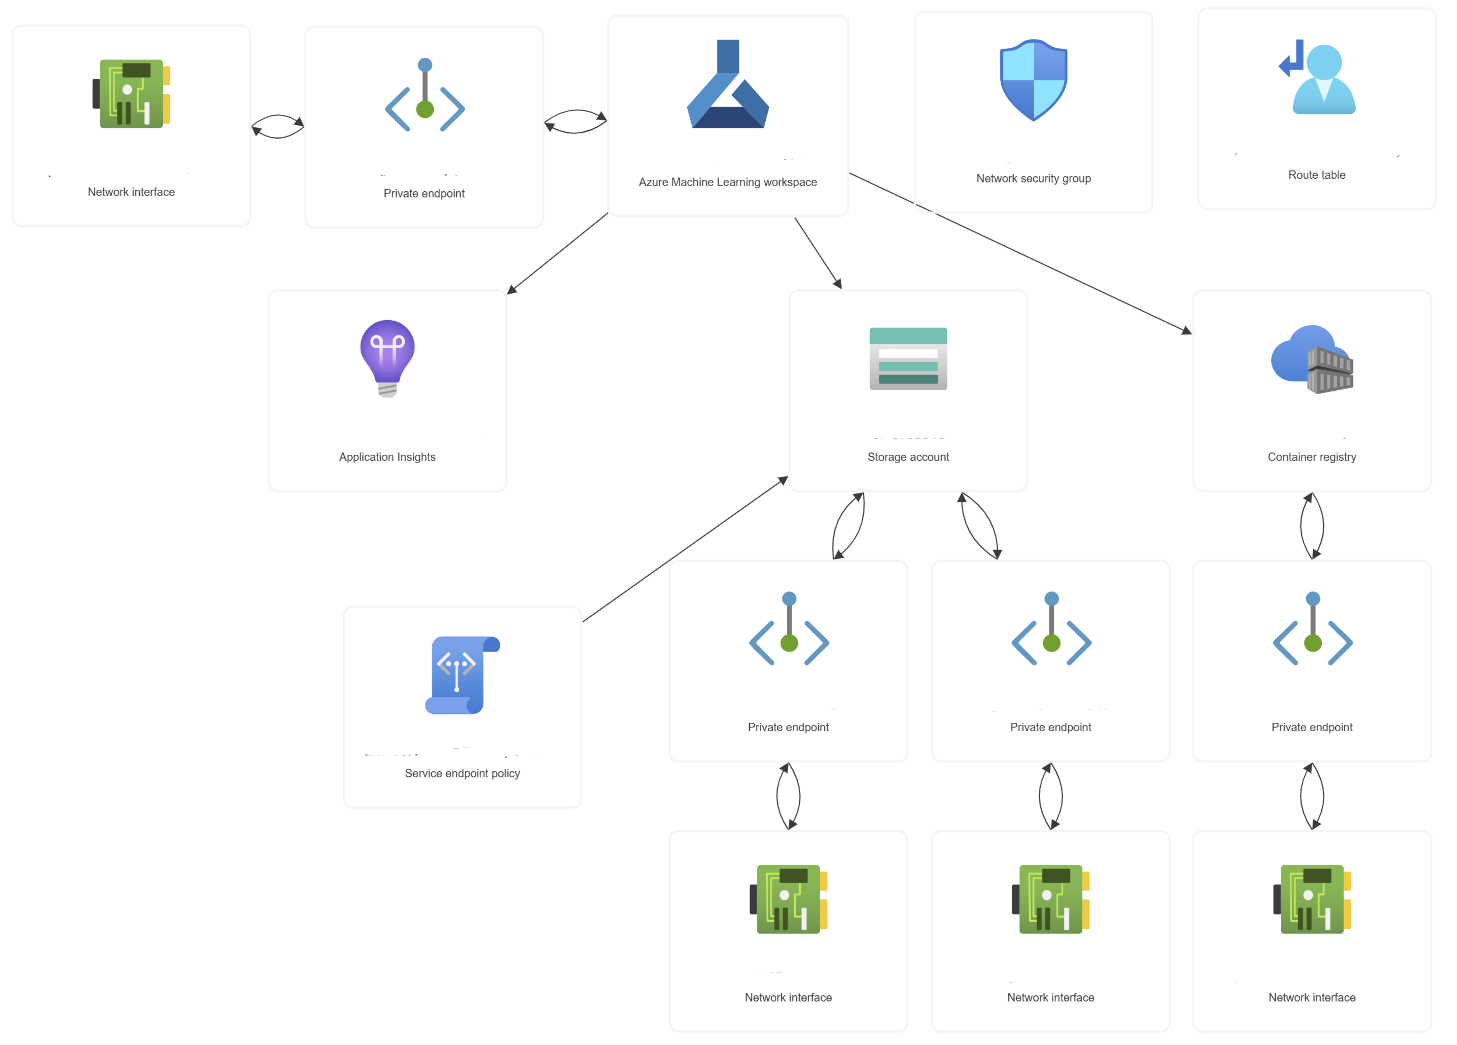 Network interface
Private endpoint
Azure Machine Learning workspace
Network security group
Route table
Application Insights
Storage account
Container registry
Service endpoint policy
Private endpoint
Private endpoint
Private endpoint
Network interface
Network interface
Network interface